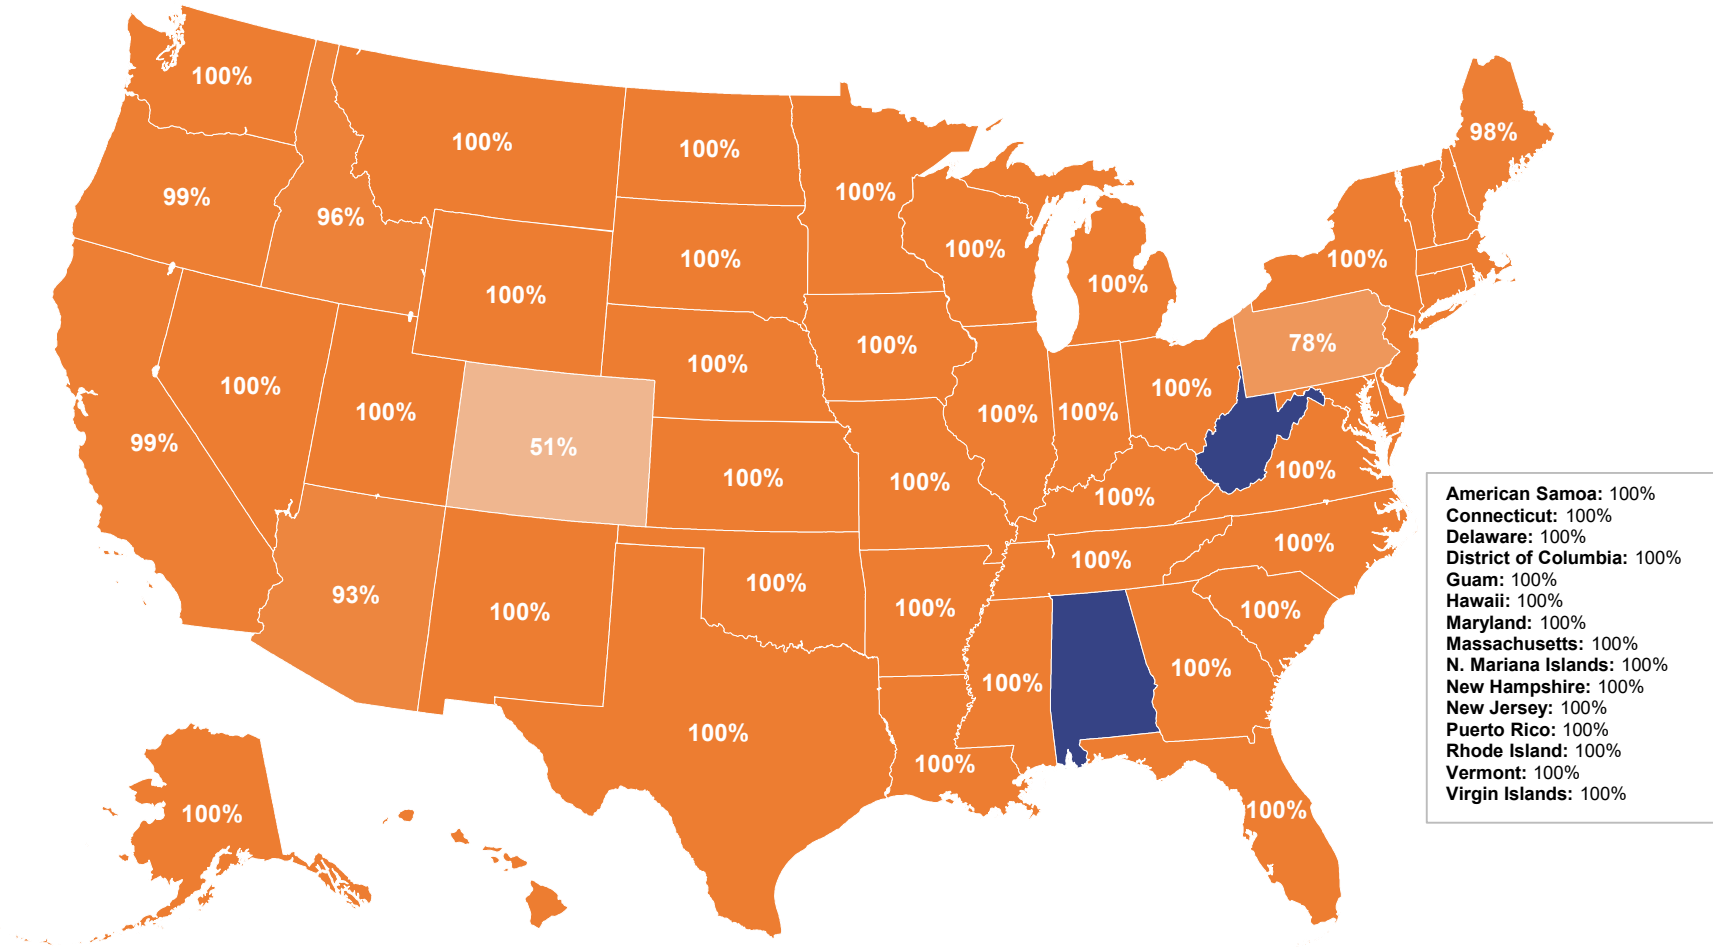 100%
100%
100%
98%
99%
96%
100%
100%
100%
100%
100%
100%
100%
100%
100%
100%
78%
100%
100%
100%
99%
51%
100%
100%
100%
100%
100%
100%
100%
93%
100%
100%
100%
100%
100%
100%
100%
100%
100%
100%
100%
100%
100%
American Samoa: 100%
Connecticut: 100%
Delaware: 100%
District of Columbia: 100%
Guam: 100%
Hawaii: 100%
Maryland: 100%
Massachusetts: 100%
N. Mariana Islands: 100%
New Hampshire: 100%
New Jersey: 100%
Puerto Rico: 100%
Rhode Island: 100%
Vermont: 100%
Virgin Islands: 100%